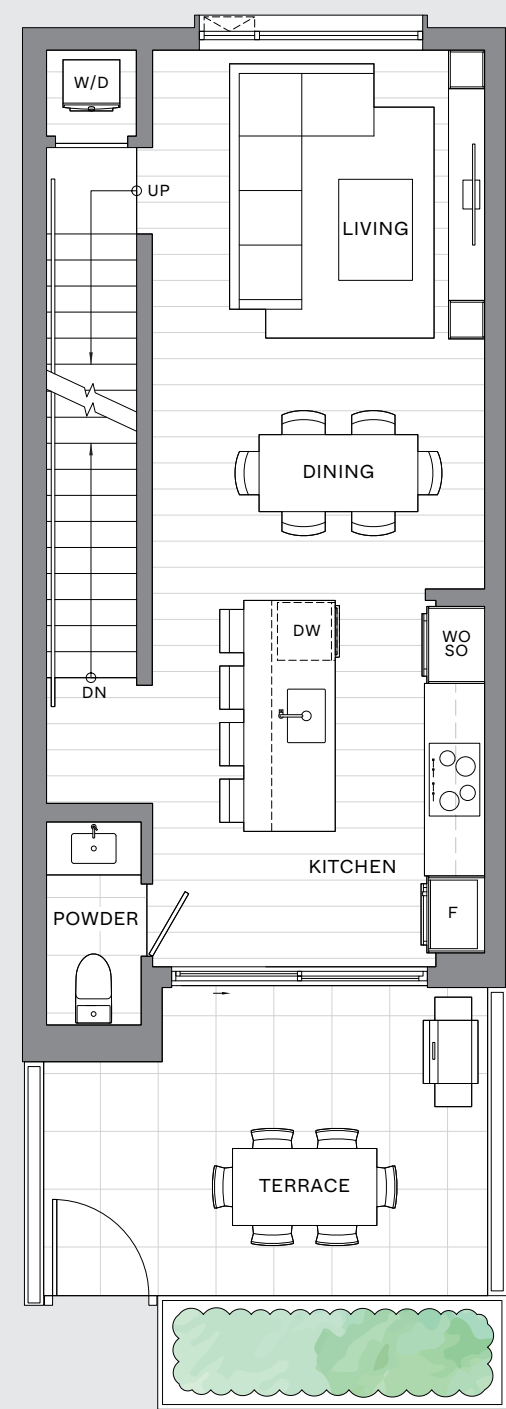 W/D
UP
LIVING
DINING
DW
WO
SO
DN
KITCHEN
F
POWDER
TERRACE